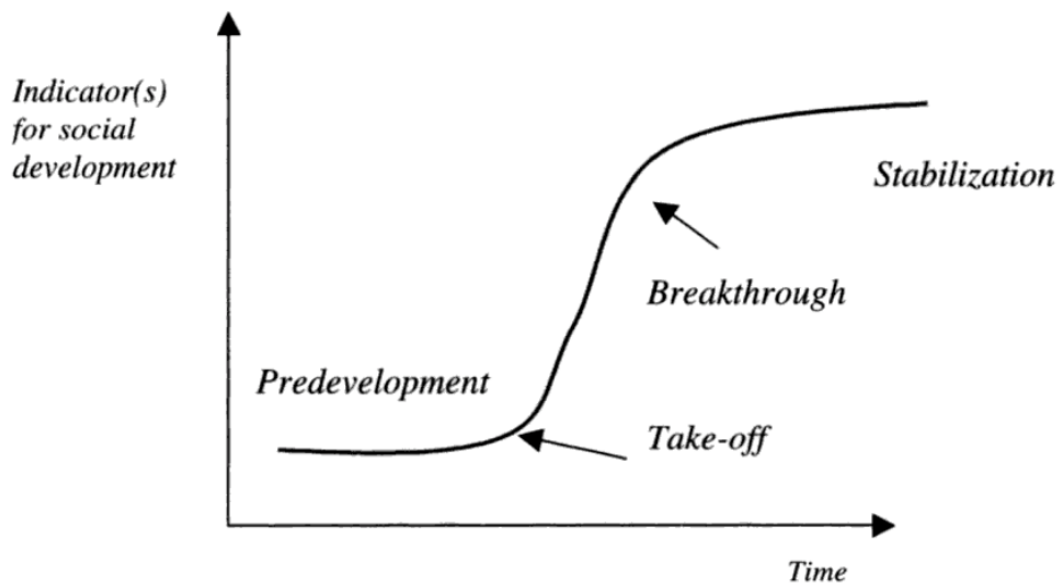 Indicator(s)
for social
development
Stabilization
Breakthrough
Predevelopment
Take-off
Time